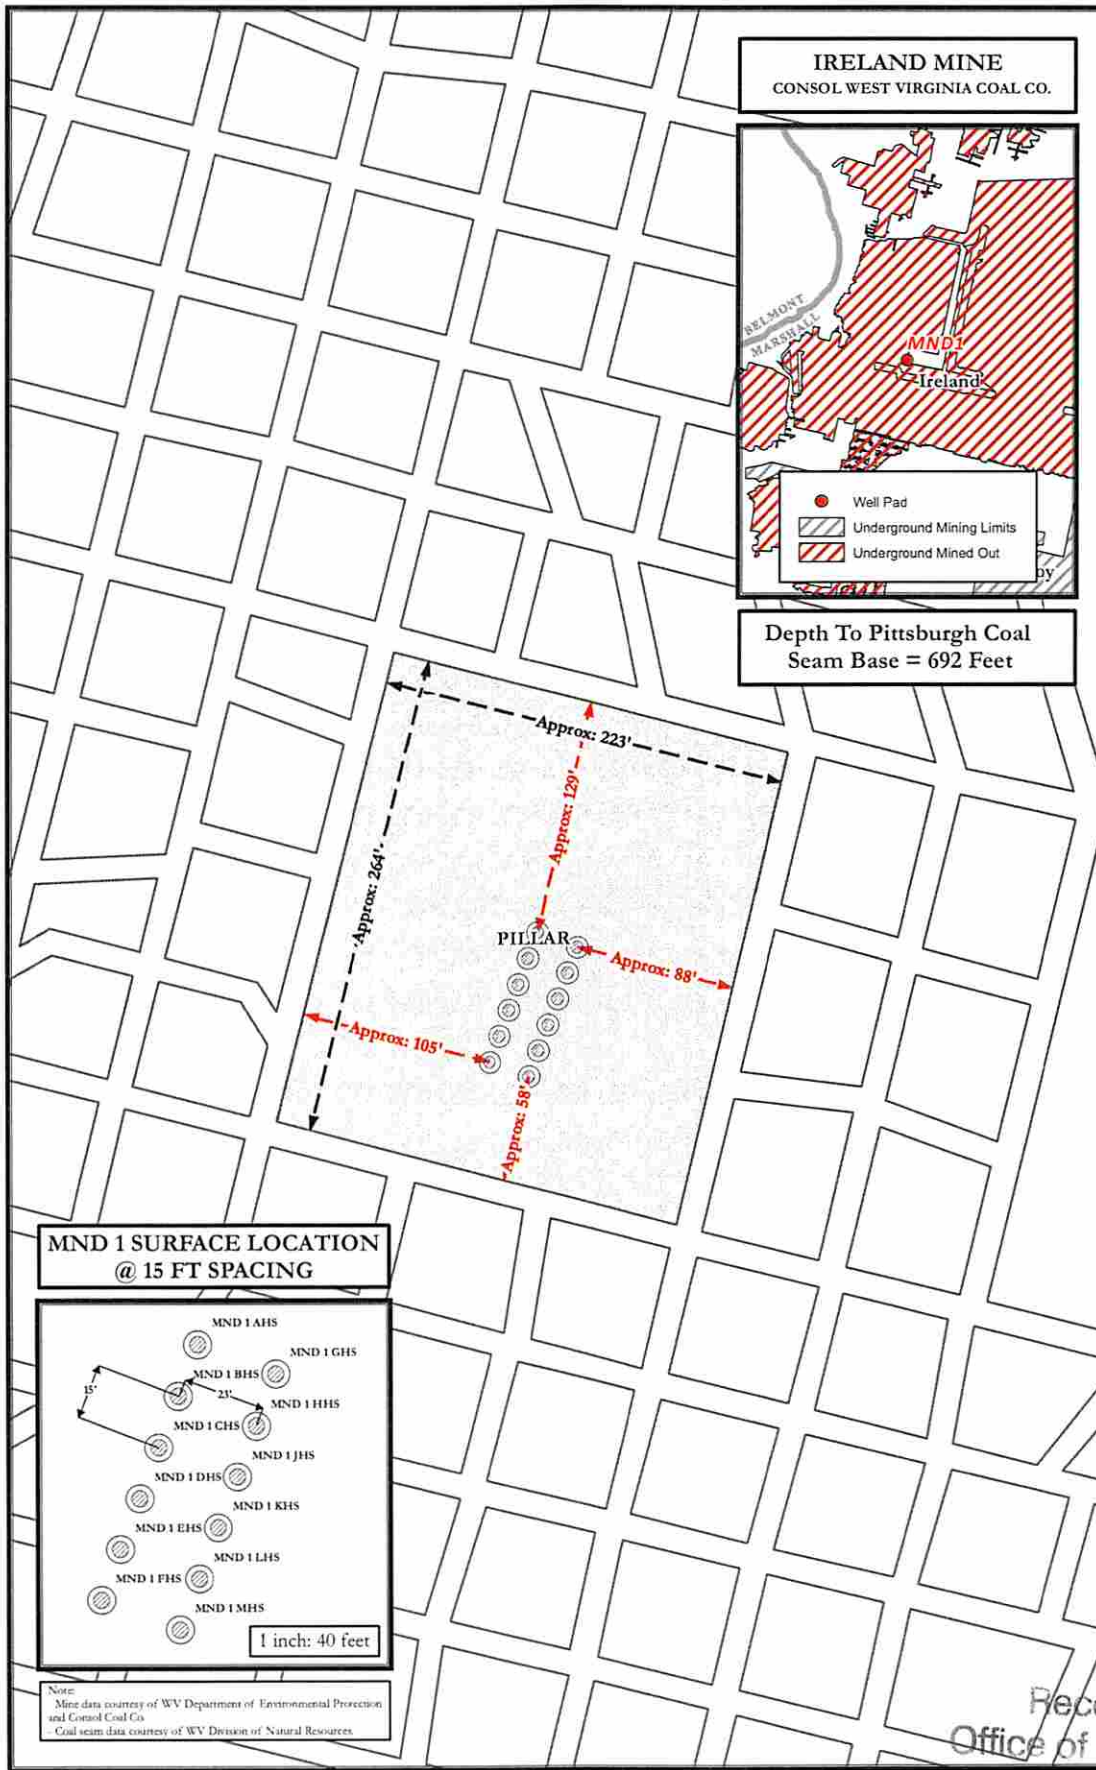 IRELAND MINE
CONSOL WEST VIRGINIA COAL CO.
BELMONT
MARSHALL
MND1
Ireland
Well Pad
Underground Mining Limits
Underground Mined Out
oy
Depth To Pittsburgh Coal
Seam Base = 692 Feet
Approx: 223'
Approx: 129'
Approx: 264'
PILLAR
Approx: 88'
Approx: 105'
Approx: 58'
MND 1 SURFACE LOCATION
@ 15 FT SPACING
MND 1 AHS
MND 1 GHS
MND 1 BHS
15'
23'
MND 1 HHS
MND 1 CHS
MND 1 JHS
MND 1 DHS
MND 1 KHS
MND 1 EHS
MND 1 LHS
MND 1 FHS
MND 1 MHS
1 inch: 40 feet
Note:
Mine data courtesy of WV Department of Environmental Protection
and Consol Coal Co.
- Coal seam data courtesy of WV Division of Natural Resources.
Rece
Office of